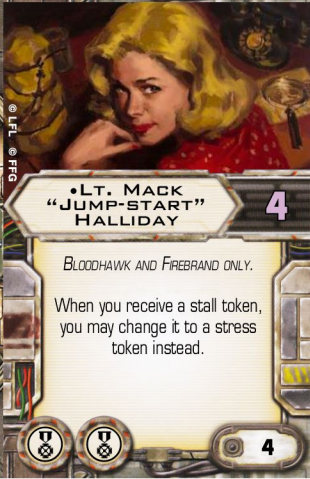 © LFL © FFG
•Lt. Mack
“Jump-start”
Halliday
4
Bloodhawk and Firebrand only.
When you receive a stall token,
you may change it to a stress
token instead.
4